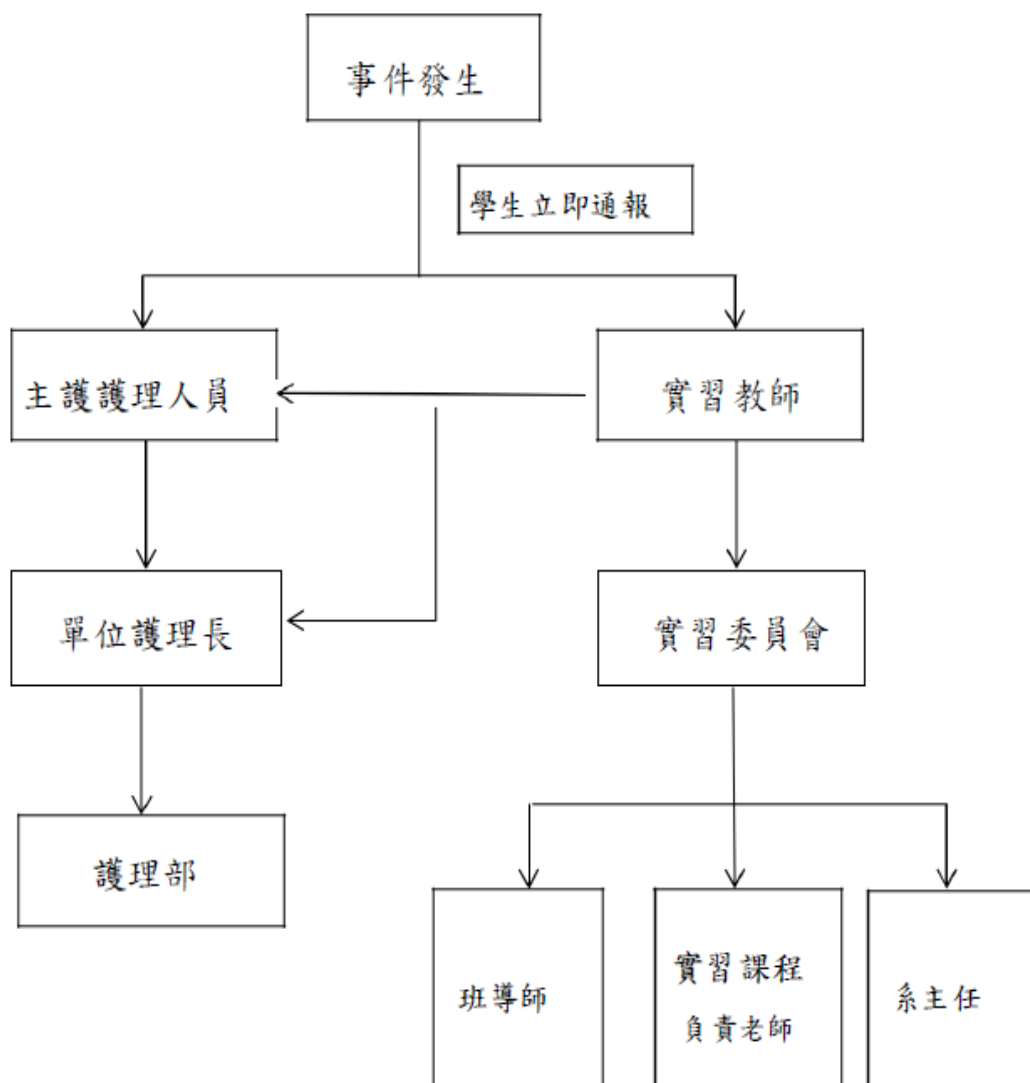 事件發生
學生立即通報
主護護理人員
實習教師
單位護理長
實習委員會
護理部
班導師
實習課程
負責老師
系主任